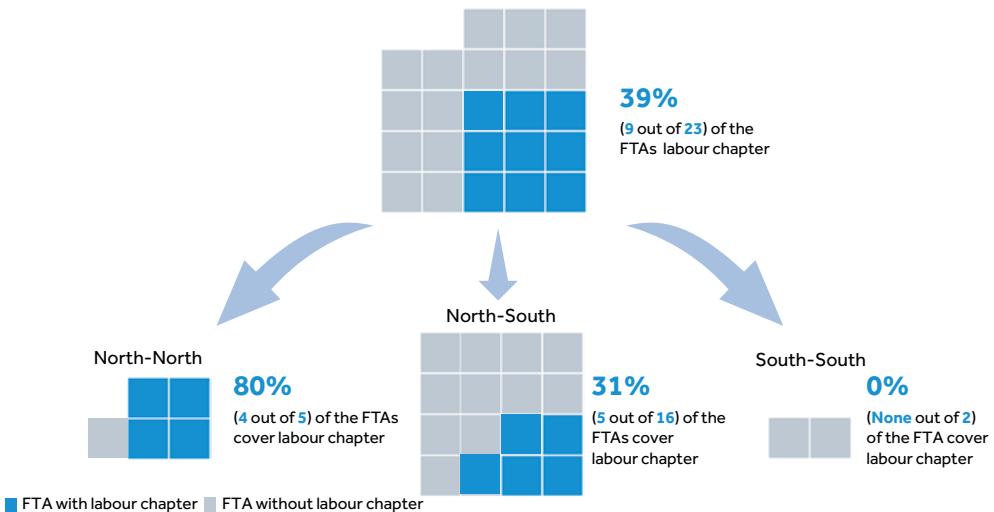 39%
(9 out of 23) of the
FTAs labour chapter
North-South
North-North
80%
(4 out of 5) of the FTAs
cover labour chapter
31%
(5 out of 16) of the
FTAs cover
labour chapter
South-South
0%
(None out of 2)
of the FTA cover
labour chapter
FTA with labour chapter
FTA without labour chapter